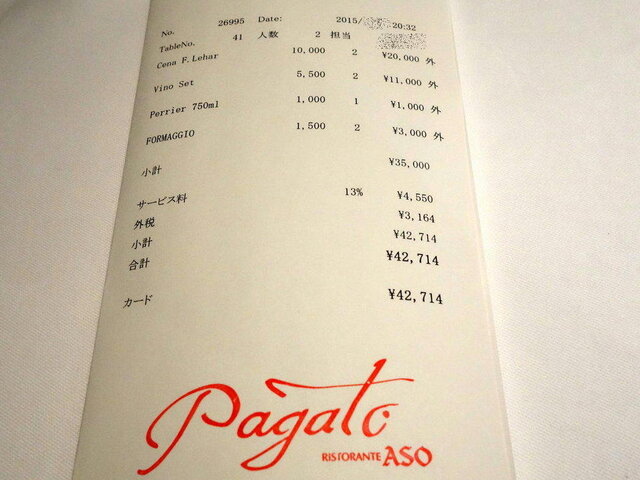 No. 26995 Date: 2015/ 20:32
TableNo. 41 人数 2 担当
Cena F.Lehar 10,000 2 ¥20,000 外
Vino Set 5,500 2 ¥11,000 外
Perrier 750ml 1,000 1 ¥1,000 外
FORMAGGIO 1,500 2 ¥3,000 外
小計 ¥35,000
サービス料 13% ¥4,550
外税 ¥3,164
小計 ¥42,714
合計 ¥42,714
カード ¥42,714
Pagato
RISTORANTE ASO